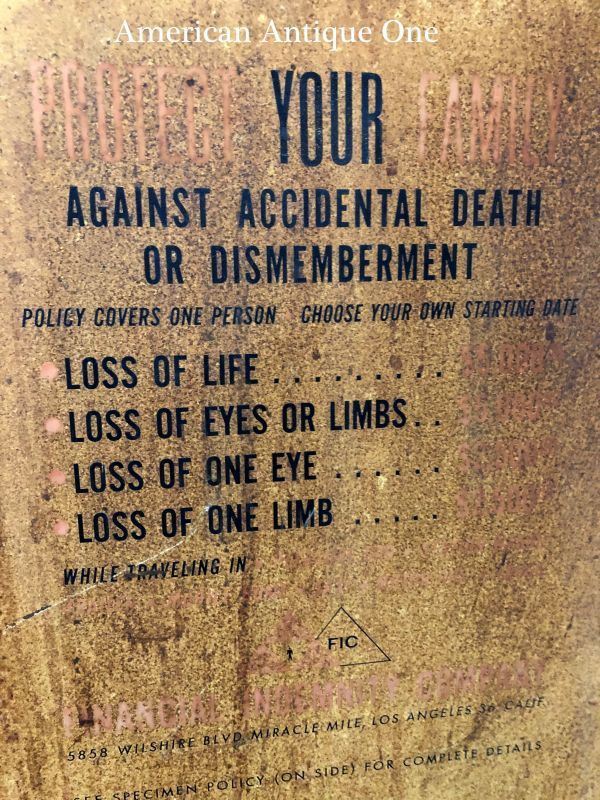 American Antique One
PROTECT YOUR FAMILY
AGAINST ACCIDENTAL DEATH
OR DISMEMBERMENT
POLICY COVERS ONE PERSON CHOOSE YOUR OWN STARTING DATE
LOSS OF LIFE .........
LOSS OF EYES OR LIMBS..
LOSS OF ONE EYE ......
LOSS OF ONE LIMB .....
WHILE TRAVELING IN
FIC
FINANCIAL INDEMNITY COMPANY
5858 WILSHIRE BLVD MIRACLE MILE, LOS ANGELES 36 CALIF.
SEE SPECIMEN POLICY (ON SIDE) FOR COMPLETE DETAILS